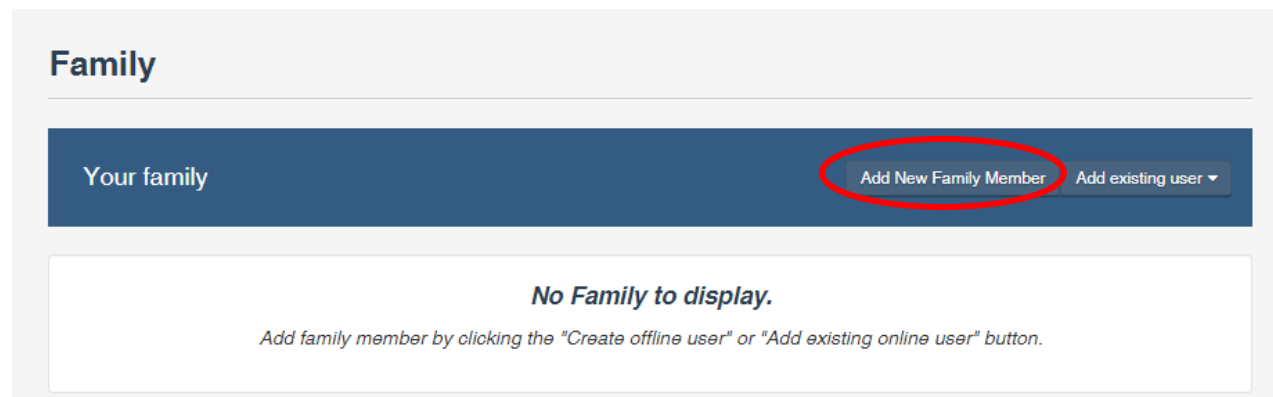 Family
Your family
Add New Family Member
Add existing user
No Family to display.
Add family member by clicking the "Create offline user" or "Add existing online user" button.